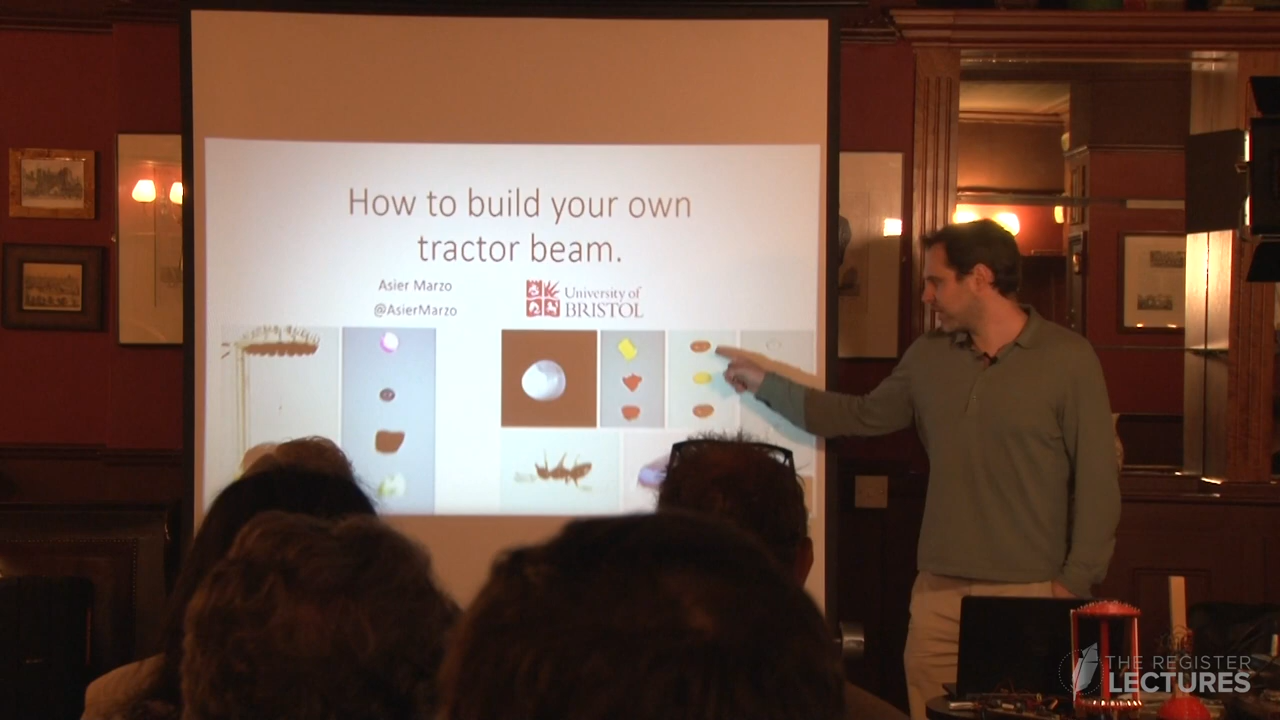 How to build your own
tractor beam.
Asier Marzo
@AsierMarzo
University of
BRISTOL
THE REGISTER
LECTURES